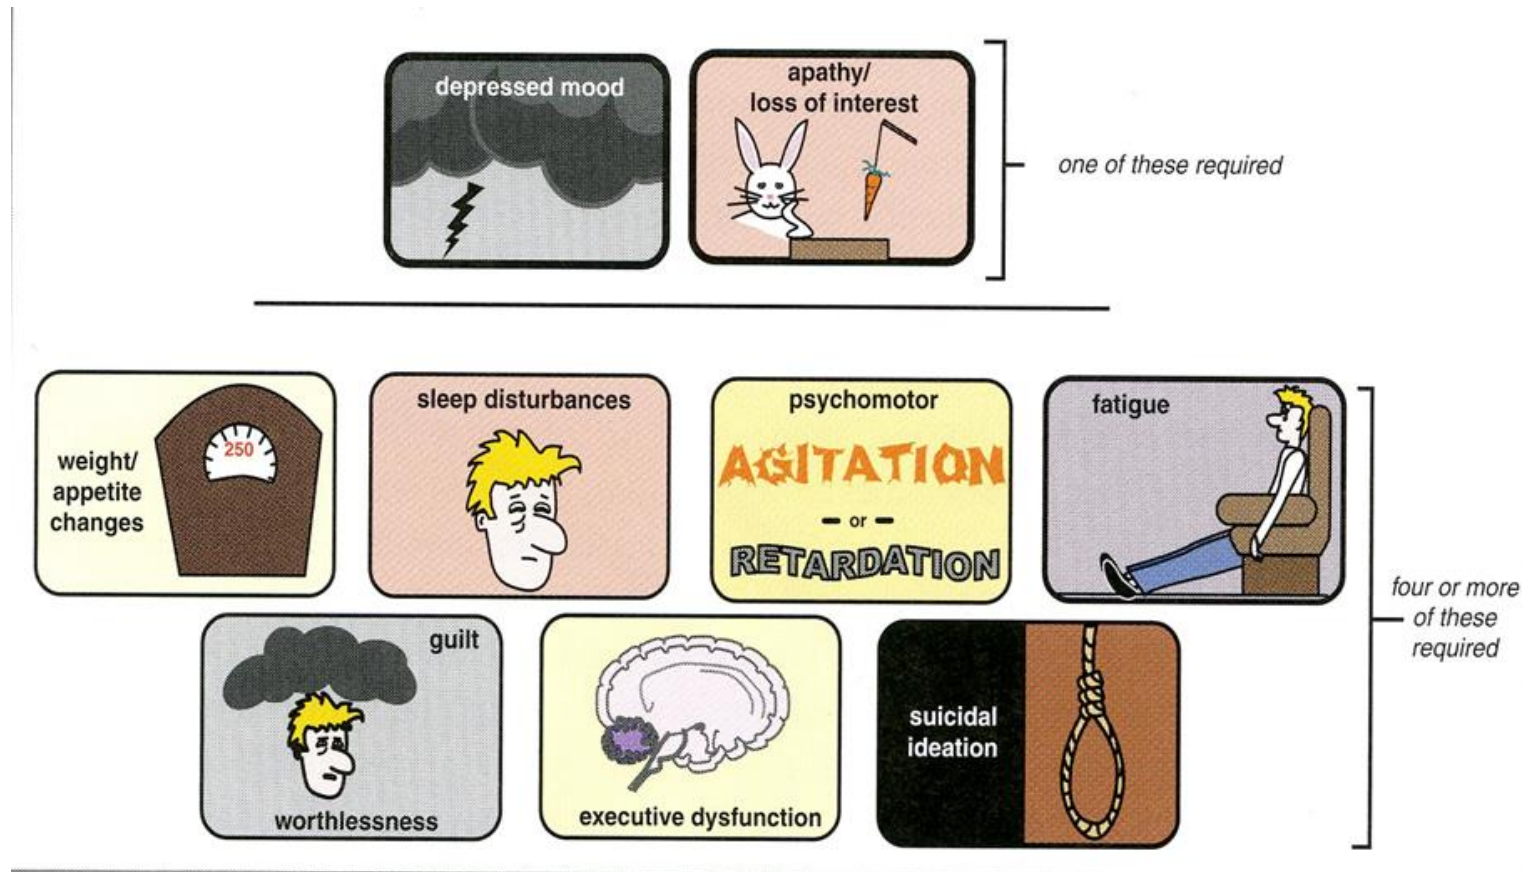 depressed mood
apathy/
loss of interest
one of these required
weight/
appetite
changes
250
sleep disturbances
psychomotor
AGITATION
- or -
RETARDATION
fatigue
four or more
of these
required
guilt
worthlessness
executive dysfunction
suicidal
ideation